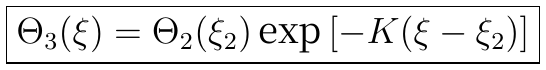 Θ₃(ξ) = Θ₂(ξ₂) exp [−K(ξ − ξ₂)]